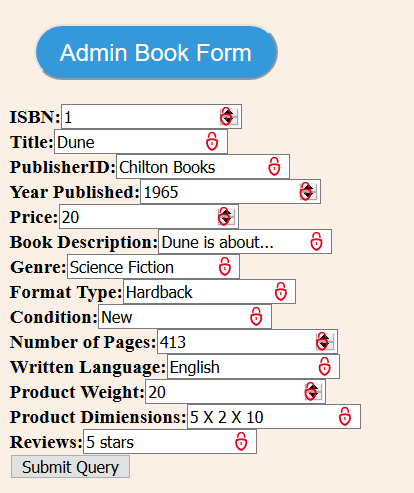 Admin Book Form
ISBN: 1
Title: Dune
PublisherID: Chilton Books
Year Published: 1965
Price: 20
Book Description: Dune is about...
Genre: Science Fiction
Format Type: Hardback
Condition: New
Number of Pages: 413
Written Language: English
Product Weight: 20
Product Dimiensions: 5 X 2 X 10
Reviews: 5 stars
Submit Query